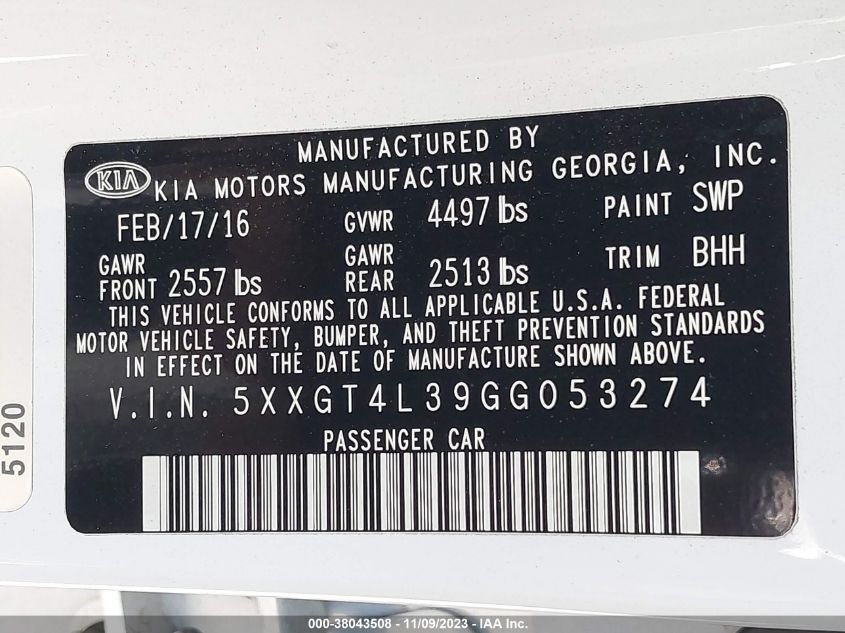 MANUFACTURED BY
KIA KIA MOTORS MANUFACTURING GEORGIA, INC.
FEB/17/16 GVWR 4497 lbs PAINT SWP
GAWR FRONT 2557 lbs GAWR REAR 2513 lbs TRIM BHH
THIS VEHICLE CONFORMS TO ALL APPLICABLE U.S.A. FEDERAL
MOTOR VEHICLE SAFETY, BUMPER, AND THEFT PREVENTION STANDARDS
IN EFFECT ON THE DATE OF MANUFACTURE SHOWN ABOVE.
V.I.N. 5XXGT4L39GG053274
PASSENGER CAR
5120
000-38043508 - 11/09/2023 - IAA Inc.